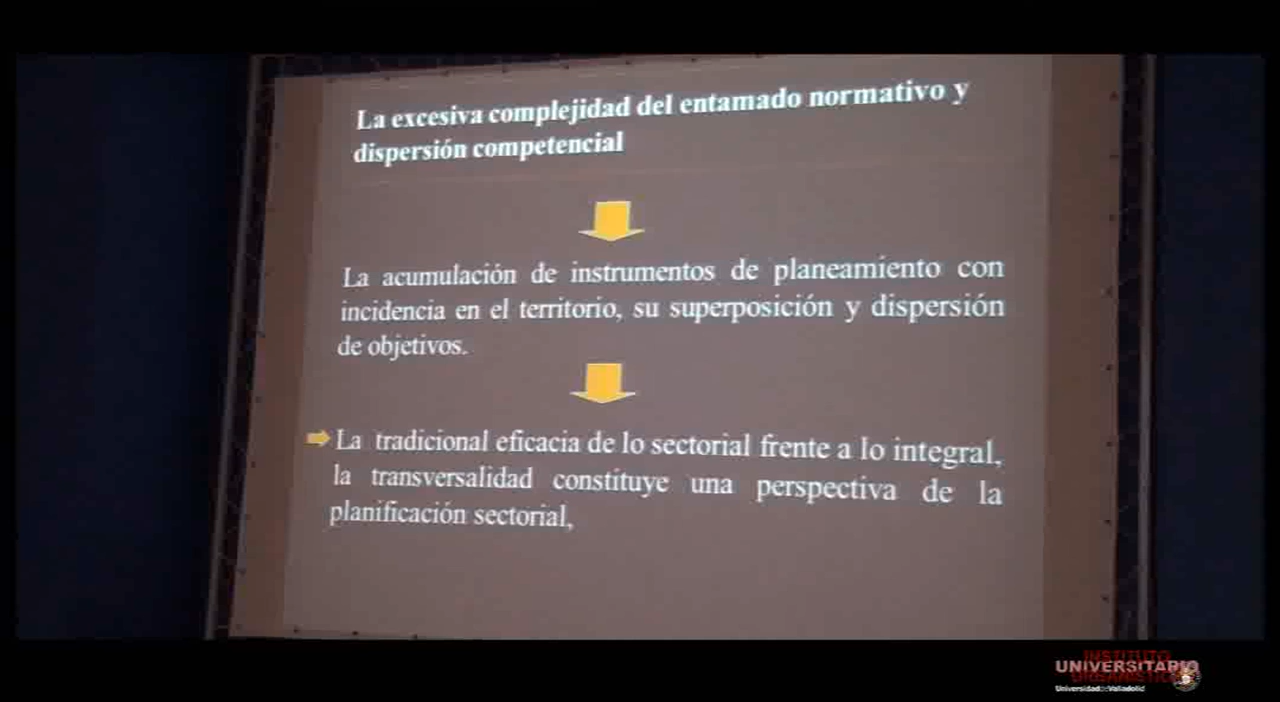 La excesiva complejidad del entamado normativo y
dispersión competencial
La acumulación de instrumentos de planeamiento con
incidencia en el territorio, su superposición y dispersión
de objetivos.
La tradicional eficacia de lo sectorial frente a lo integral,
la transversalidad constituye una perspectiva de la
planificación sectorial,
INSTITUTO
UNIVERSITARIO
Universidad de Valladolid